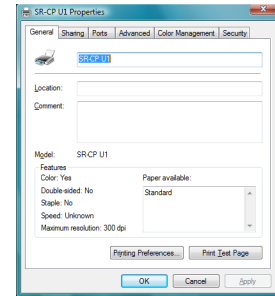 SR-CP U1 Properties
General Sharing Ports Advanced Color Management Security
SR-CP U1
Location:
Comment:
Model: SR-CP U1
Features
Color: Yes
Paper available:
Double-sided: No
Standard
Staple: No
Speed: Unknown
Maximum resolution: 300 dpi
Printing Preferences... Print Test Page
OK Cancel Apply